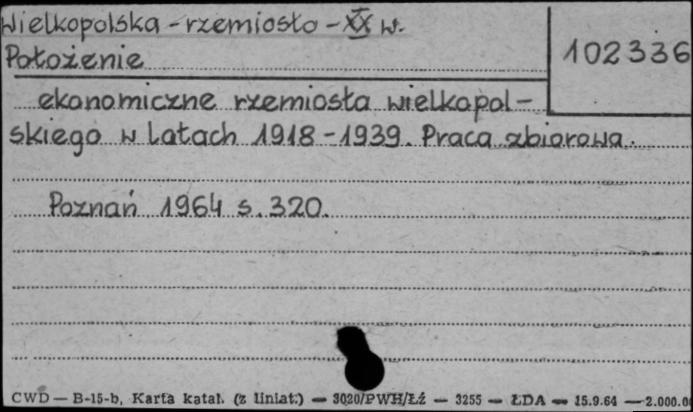 Wielkopolska - rzemiosło - XX w.
Położenie
102336
ekonomiczne rzemiosła wielkopol-
skiego w latach 1918-1939. Praca zbiorowa.
Poznań 1964 s. 320.
CWD — B-15-b, Karta katal. (z liniat.) — 3020/PWH/Łź — 3255 — ŁDA — 15.9.64 — 2.000.0